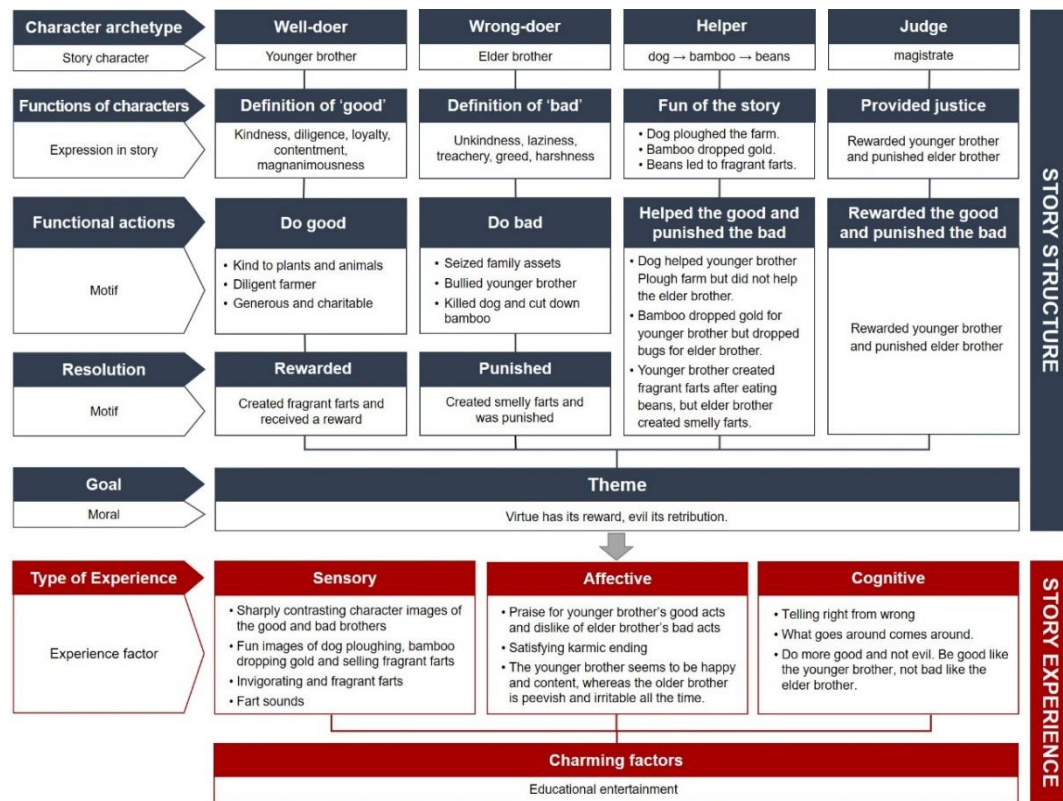 Character archetype
Story character
Well-doer
Younger brother
Wrong-doer
Elder brother
Helper
dog → bamboo → beans
Judge
magistrate
Functions of characters
Expression in story
Definition of ‘good’
Kindness, diligence, loyalty,
contentment,
magnanimousness
Definition of ‘bad’
Unkindness, laziness,
treachery, greed, harshness
Fun of the story
• Dog ploughed the farm.
• Bamboo dropped gold.
• Beans led to fragrant farts.
Provided justice
Rewarded younger brother
and punished elder brother
Functional actions
Motif
Do good
• Kind to plants and animals
• Diligent farmer
• Generous and charitable
Do bad
• Seized family assets
• Bullied younger brother
• Killed dog and cut down
bamboo
Helped the good and
punished the bad
• Dog helped younger brother
Plough farm but did not help
the elder brother.
• Bamboo dropped gold for
younger brother but dropped
bugs for elder brother.
• Younger brother created
fragrant farts after eating
beans, but elder brother
created smelly farts.
Rewarded the good
and punished the bad
Rewarded younger brother
and punished elder brother
Resolution
Motif
Rewarded
Created fragrant farts and
received a reward
Punished
Created smelly farts and
was punished
Goal
Moral
Theme
Virtue has its reward, evil its retribution.
STORY STRUCTURE
Type of Experience
Experience factor
Sensory
• Sharply contrasting character images of
the good and bad brothers
• Fun images of dog ploughing, bamboo
dropping gold and selling fragrant farts
• Invigorating and fragrant farts
• Fart sounds
Affective
• Praise for younger brother’s good acts
and dislike of elder brother’s bad acts
• Satisfying karmic ending
• The younger brother seems to be happy
and content, whereas the older brother
is peevish and irritable all the time.
Cognitive
• Telling right from wrong
• What goes around comes around.
• Do more good and not evil. Be good like
the younger brother, not bad like the
elder brother.
Charming factors
Educational entertainment
STORY EXPERIENCE